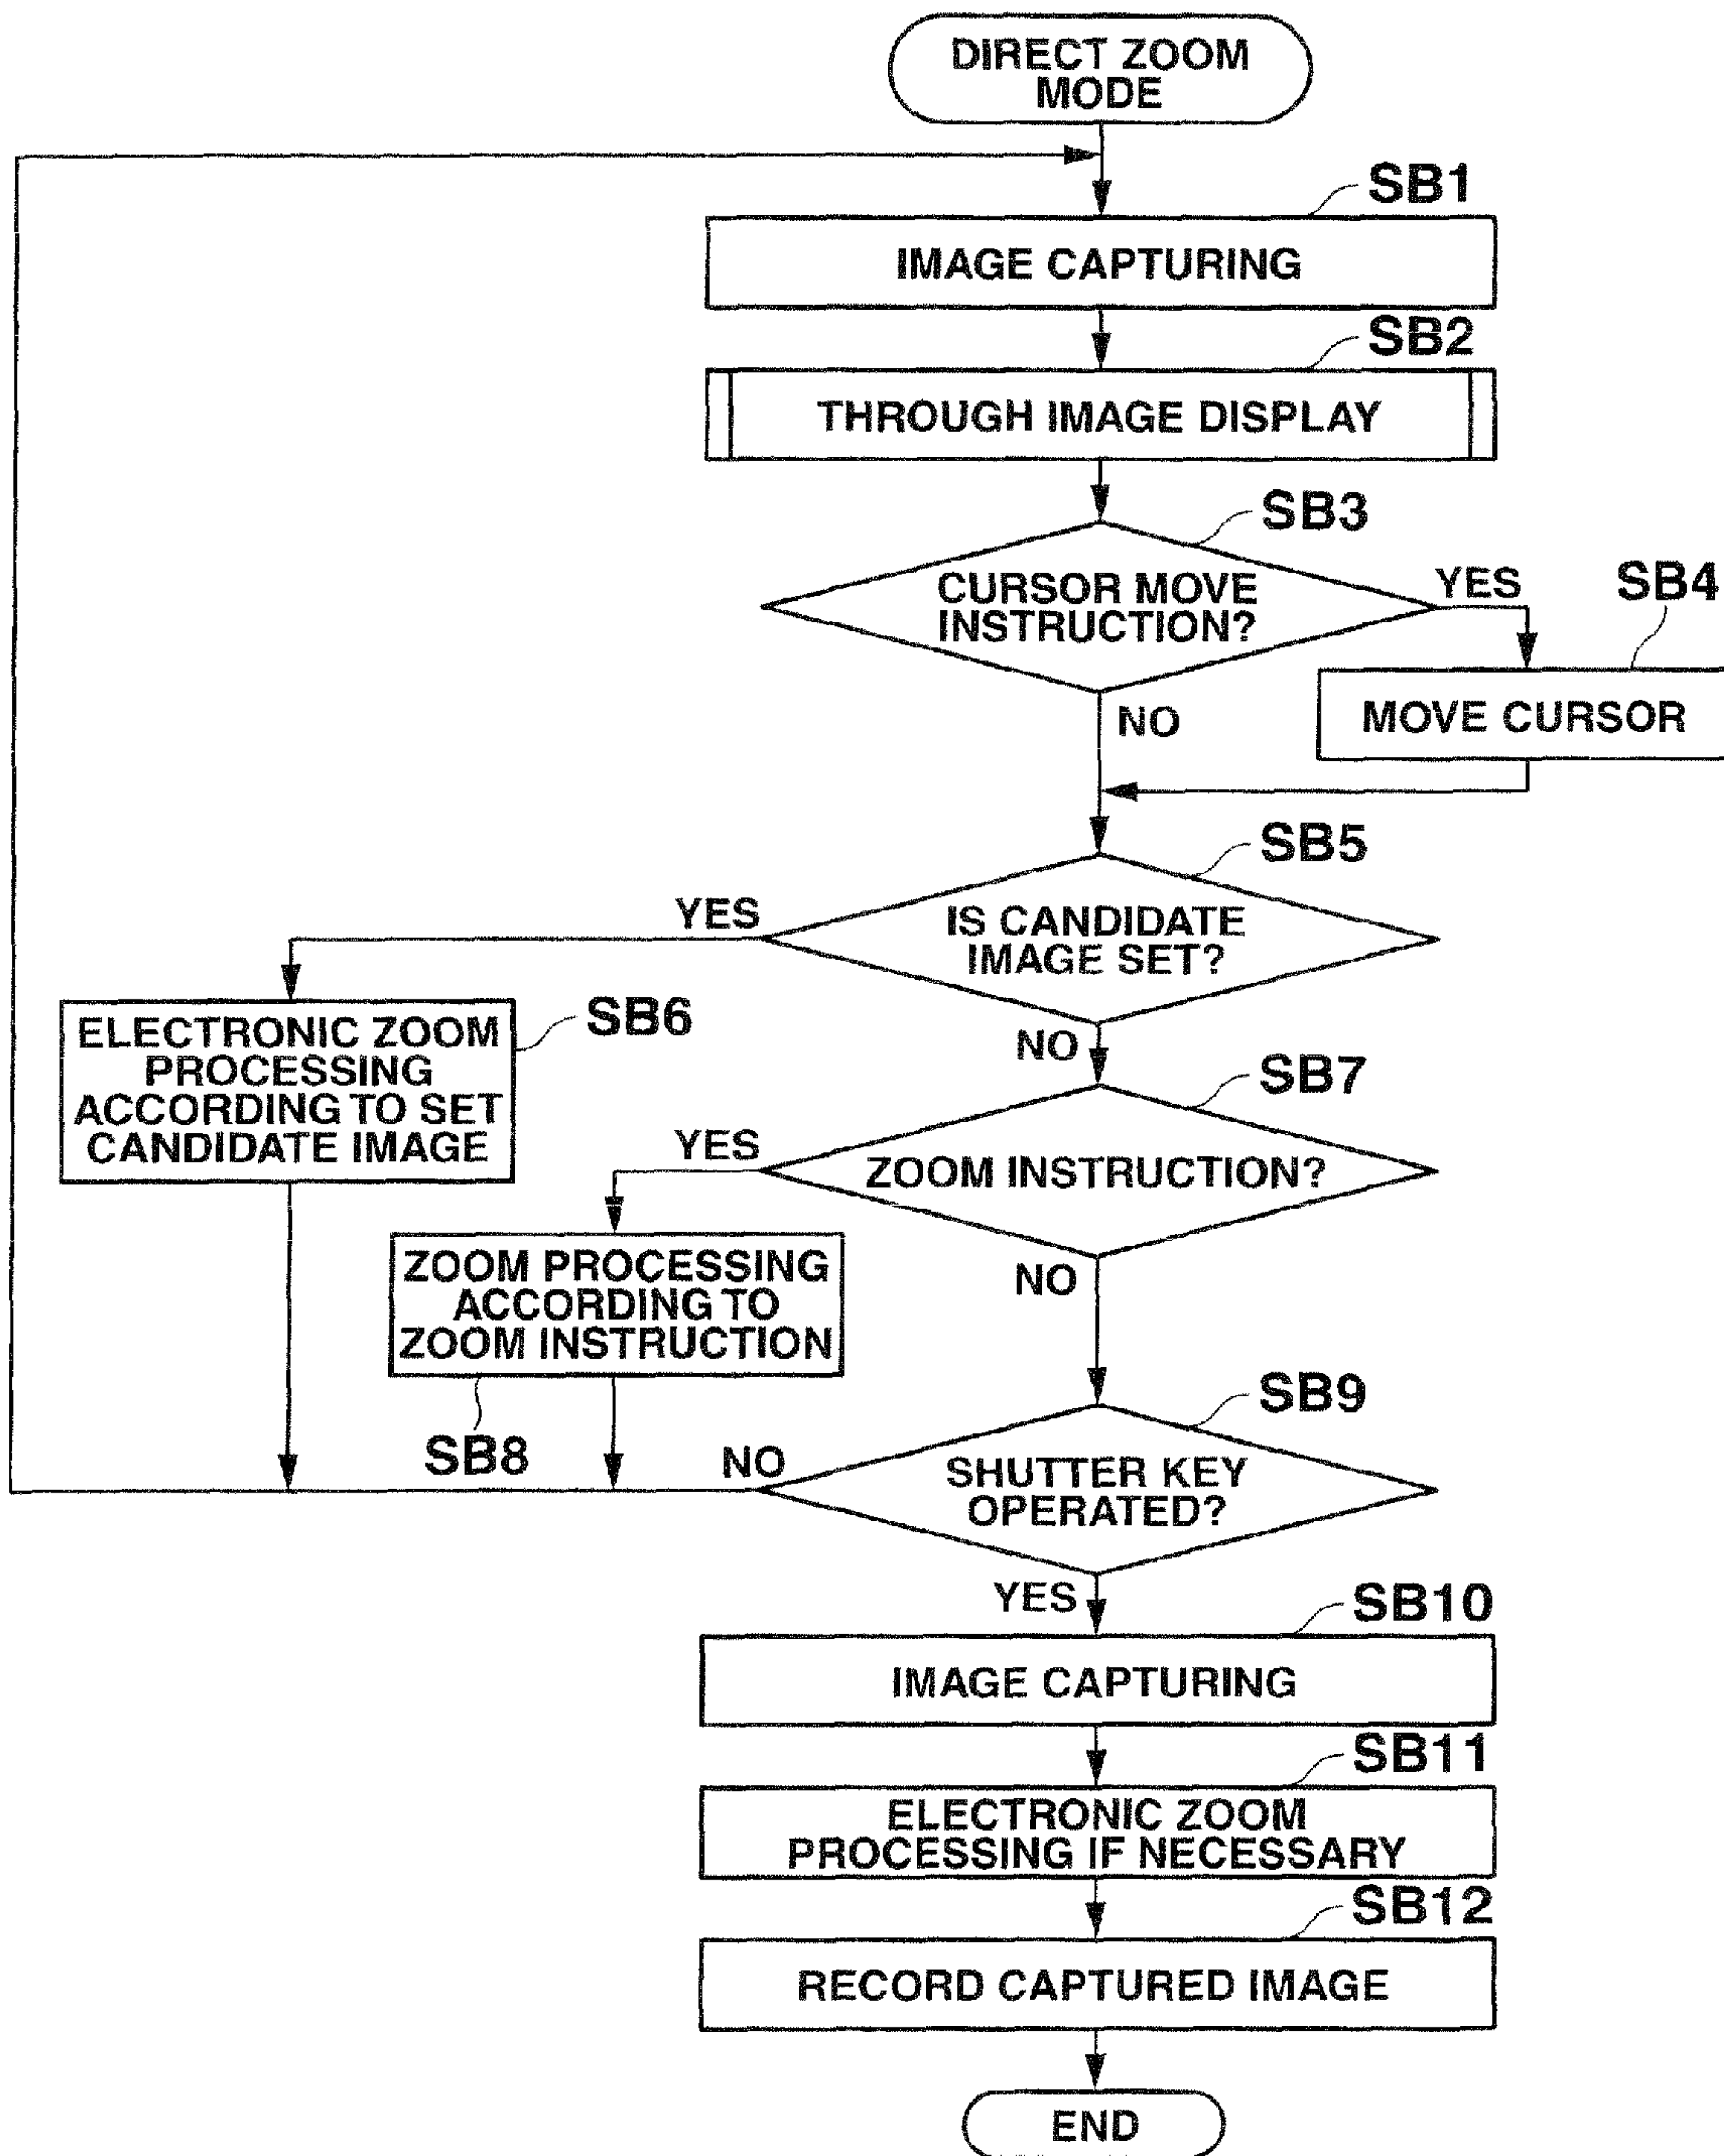 DIRECT ZOOM
MODE
SB1
IMAGE CAPTURING
SB2
THROUGH IMAGE DISPLAY
SB3
CURSOR MOVE
INSTRUCTION?
YES
SB4
MOVE CURSOR
NO
SB5
IS CANDIDATE
IMAGE SET?
YES
SB6
ELECTRONIC ZOOM
PROCESSING
ACCORDING TO SET
CANDIDATE IMAGE
NO
SB7
ZOOM INSTRUCTION?
YES
ZOOM PROCESSING
ACCORDING TO
ZOOM INSTRUCTION
SB8
NO
SB9
SHUTTER KEY
OPERATED?
NO
YES
SB10
IMAGE CAPTURING
SB11
ELECTRONIC ZOOM
PROCESSING IF NECESSARY
SB12
RECORD CAPTURED IMAGE
END